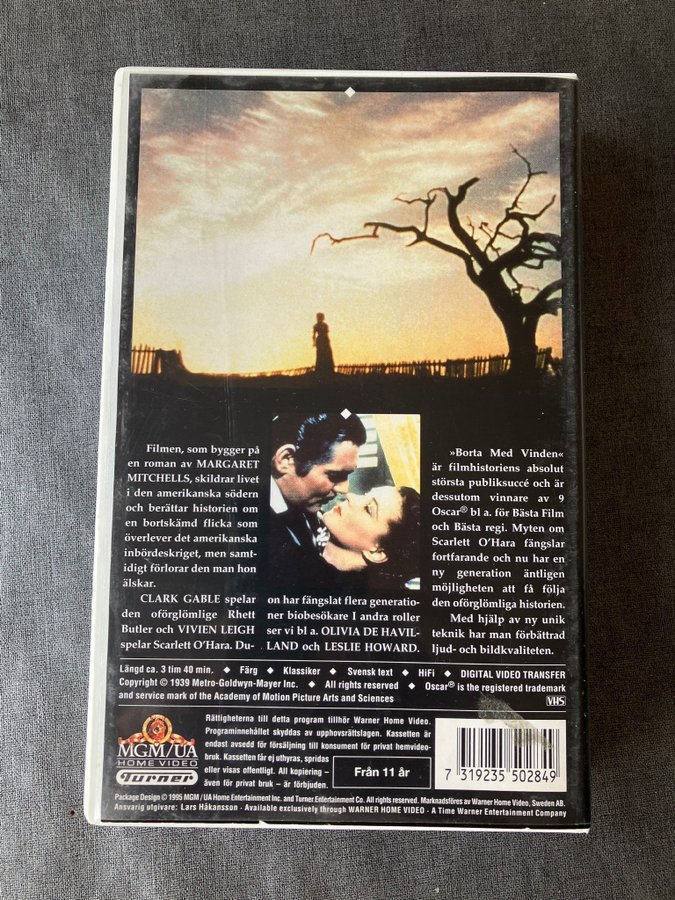 Filmen, som bygger på
en roman av MARGARET
MITCHELLS, skildrar livet
i den amerikanska södern
och berättar historien om
en bortskämd flicka som
överlever det amerikanska
inbördeskriget, men samt-
idigt förlorar den man hon
älskar.
CLARK GABLE spelar
den oförglömlige Rhett
Butler och VIVIEN LEIGH
spelar Scarlett O'Hara. Du-
on har fängslat flera generatio-
ner biobesökare I andra roller
ser vi bl a. OLIVIA DE HAVIL-
LAND och LESLIE HOWARD.
»Borta Med Vinden«
är filmhistoriens absolut
största publiksuccé och är
dessutom vinnare av 9
Oscar® bl a. för Bästa Film
och Bästa regi. Myten om
Scarlett O'Hara fängslar
fortfarande och nu har en
ny generation äntligen
möjligheten att få följa
den oförglömliga historien.
Med hjälp av ny unik
teknik har man förbättrad
ljud- och bildkvaliteten.
Längd ca. 3 tim 40 min. ◆ Färg ◆ Klassiker ◆ Svensk text ◆ HiFi ◆ DIGITAL VIDEO TRANSFER
Copyright © 1939 Metro-Goldwyn-Mayer Inc. ◆ All rights reserved ◆ Oscar® is the registered trademark
and service mark of the Academy of Motion Picture Arts and Sciences
VHS
MGM/UA
HOME VIDEO
Turner
Rättigheterna till detta program tillhör Warner Home Video.
Programinnehållet skyddas av upphovsrättslagen. Kassetten är
endast avsedd för försäljning till konsument för privat hemvideo-
bruk. Kassetten får ej uthyras, spridas
eller visas offentligt. All kopiering –
även för privat bruk – är förbjuden.
Från 11 år
7 319235 502849
Package Design © 1995 MGM / UA Home Entertainment Inc. and Turner Entertainment Co. All rights reserved. Marknadsföres av Warner Home Video, Sweden AB.
Ansvarig utgivare: Lars Håkansson - Available exclusively through WARNER HOME VIDEO - A Time Warner Entertainment Company